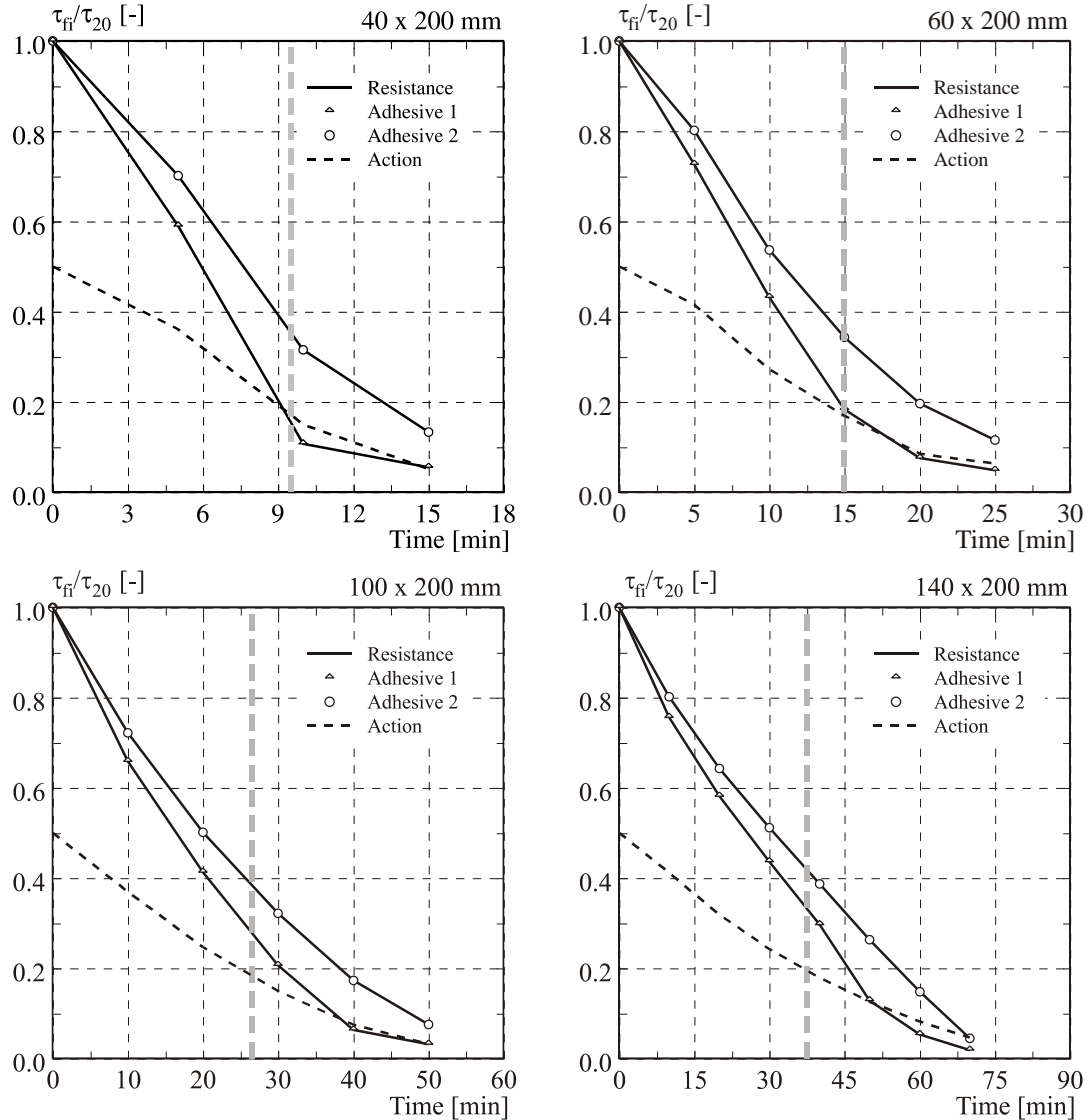 τfi/τ20 [-]
40 x 200 mm
1.0
0.8
0.6
0.4
0.2
0.0
Resistance
Adhesive 1
Adhesive 2
Action
0 3 6 9 12 15 18
Time [min]
τfi/τ20 [-]
60 x 200 mm
1.0
0.8
0.6
0.4
0.2
0.0
Resistance
Adhesive 1
Adhesive 2
Action
0 5 10 15 20 25 30
Time [min]
τfi/τ20 [-]
100 x 200 mm
1.0
0.8
0.6
0.4
0.2
0.0
Resistance
Adhesive 1
Adhesive 2
Action
0 10 20 30 40 50 60
Time [min]
τfi/τ20 [-]
140 x 200 mm
1.0
0.8
0.6
0.4
0.2
0.0
Resistance
Adhesive 1
Adhesive 2
Action
0 15 30 45 60 75 90
Time [min]